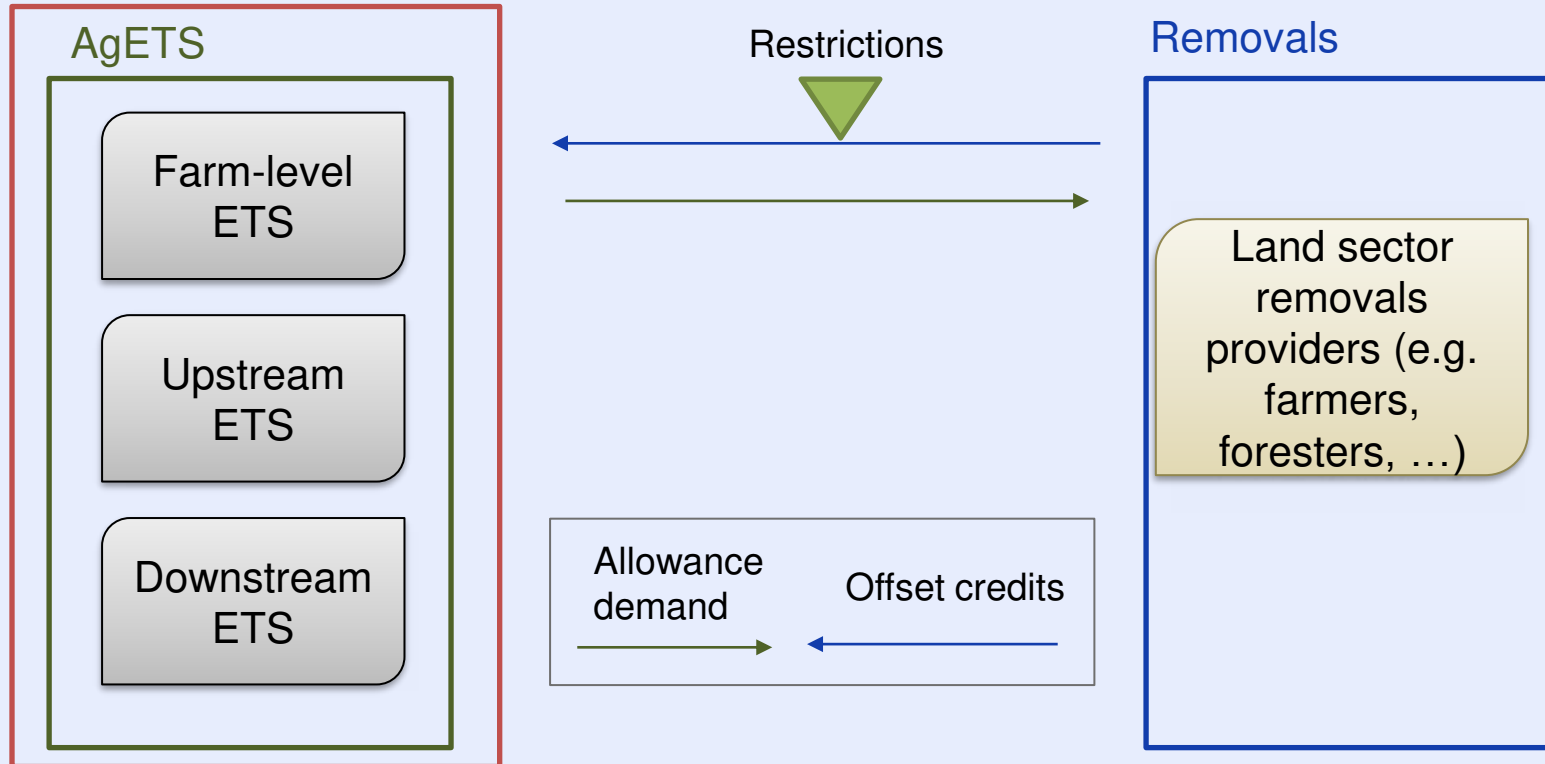 AgETS
Farm-level
ETS
Upstream
ETS
Downstream
ETS
Restrictions
Allowance
demand
Offset credits
Removals
Land sector
removals
providers (e.g.
farmers,
foresters, …)